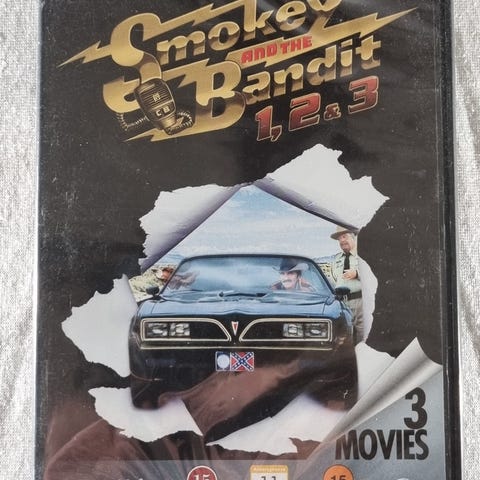 Smokey
AND THE
Bandit
1, 2 & 3
CB
3
MOVIES
15
11
15